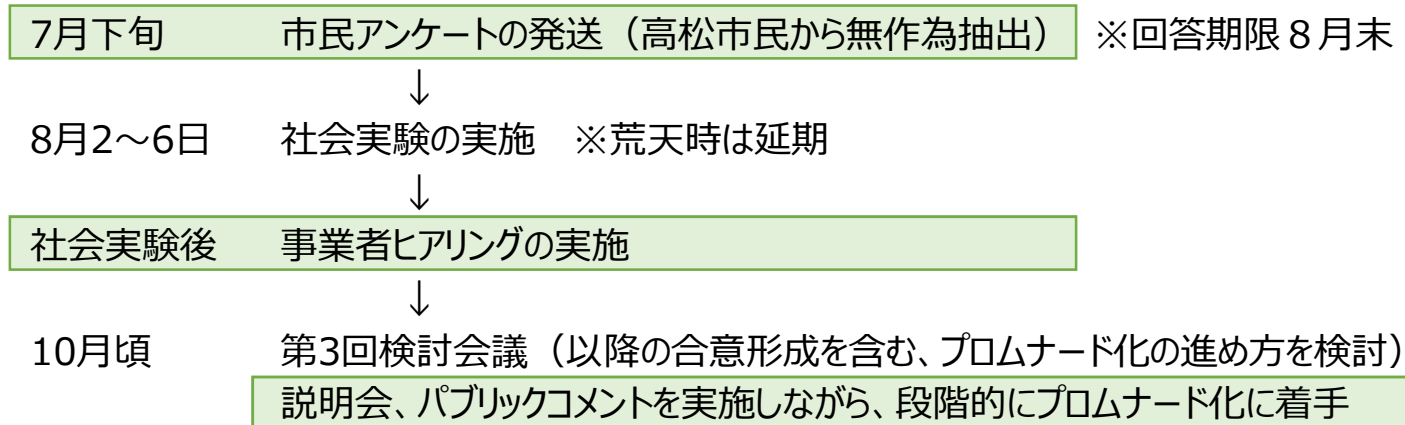 7月下旬 市民アンケートの発送（高松市民から無作為抽出） ※回答期限８月末
↓
8月2～6日 社会実験の実施 ※荒天時は延期
↓
社会実験後 事業者ヒアリングの実施
↓
10月頃 第3回検討会議（以降の合意形成を含む、プロムナード化の進め方を検討）
説明会、パブリックコメントを実施しながら、段階的にプロムナード化に着手